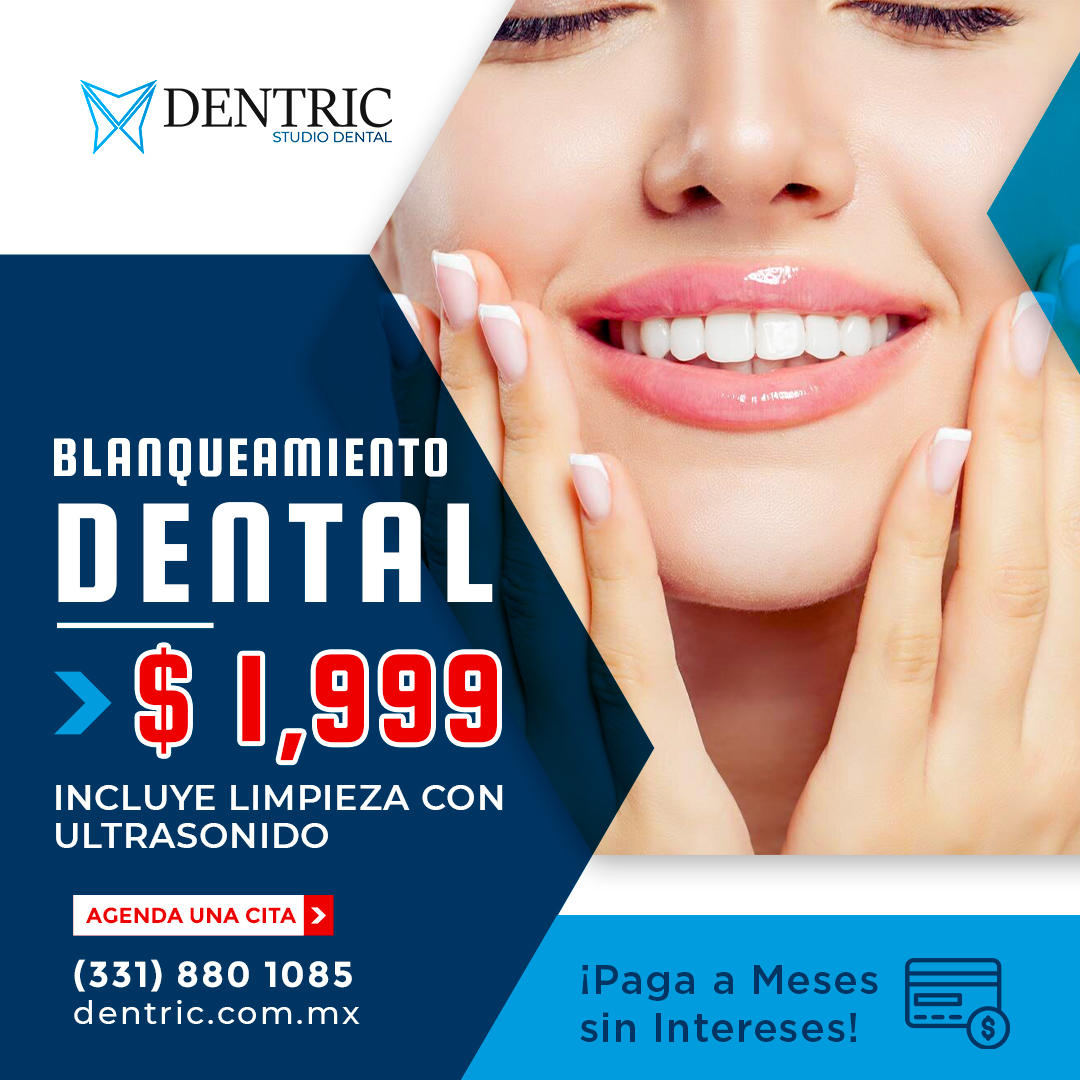 DENTRIC
STUDIO DENTAL
BLANQUEAMIENTO
DENTAL
$ 1,999
INCLUYE LIMPIEZA CON
ULTRASONIDO
AGENDA UNA CITA
(331) 880 1085
dentric.com.mx
¡Paga a Meses
sin Intereses!
$